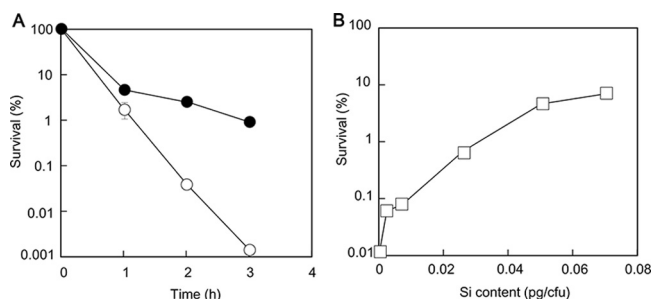 A
100
10
1
0.1
0.01
0.001
Survival (%)
0 1 2 3 4
Time (h)
B
100
10
1
0.1
0.01
Survival (%)
0 0.02 0.04 0.06 0.08
Si content (pg/cfu)